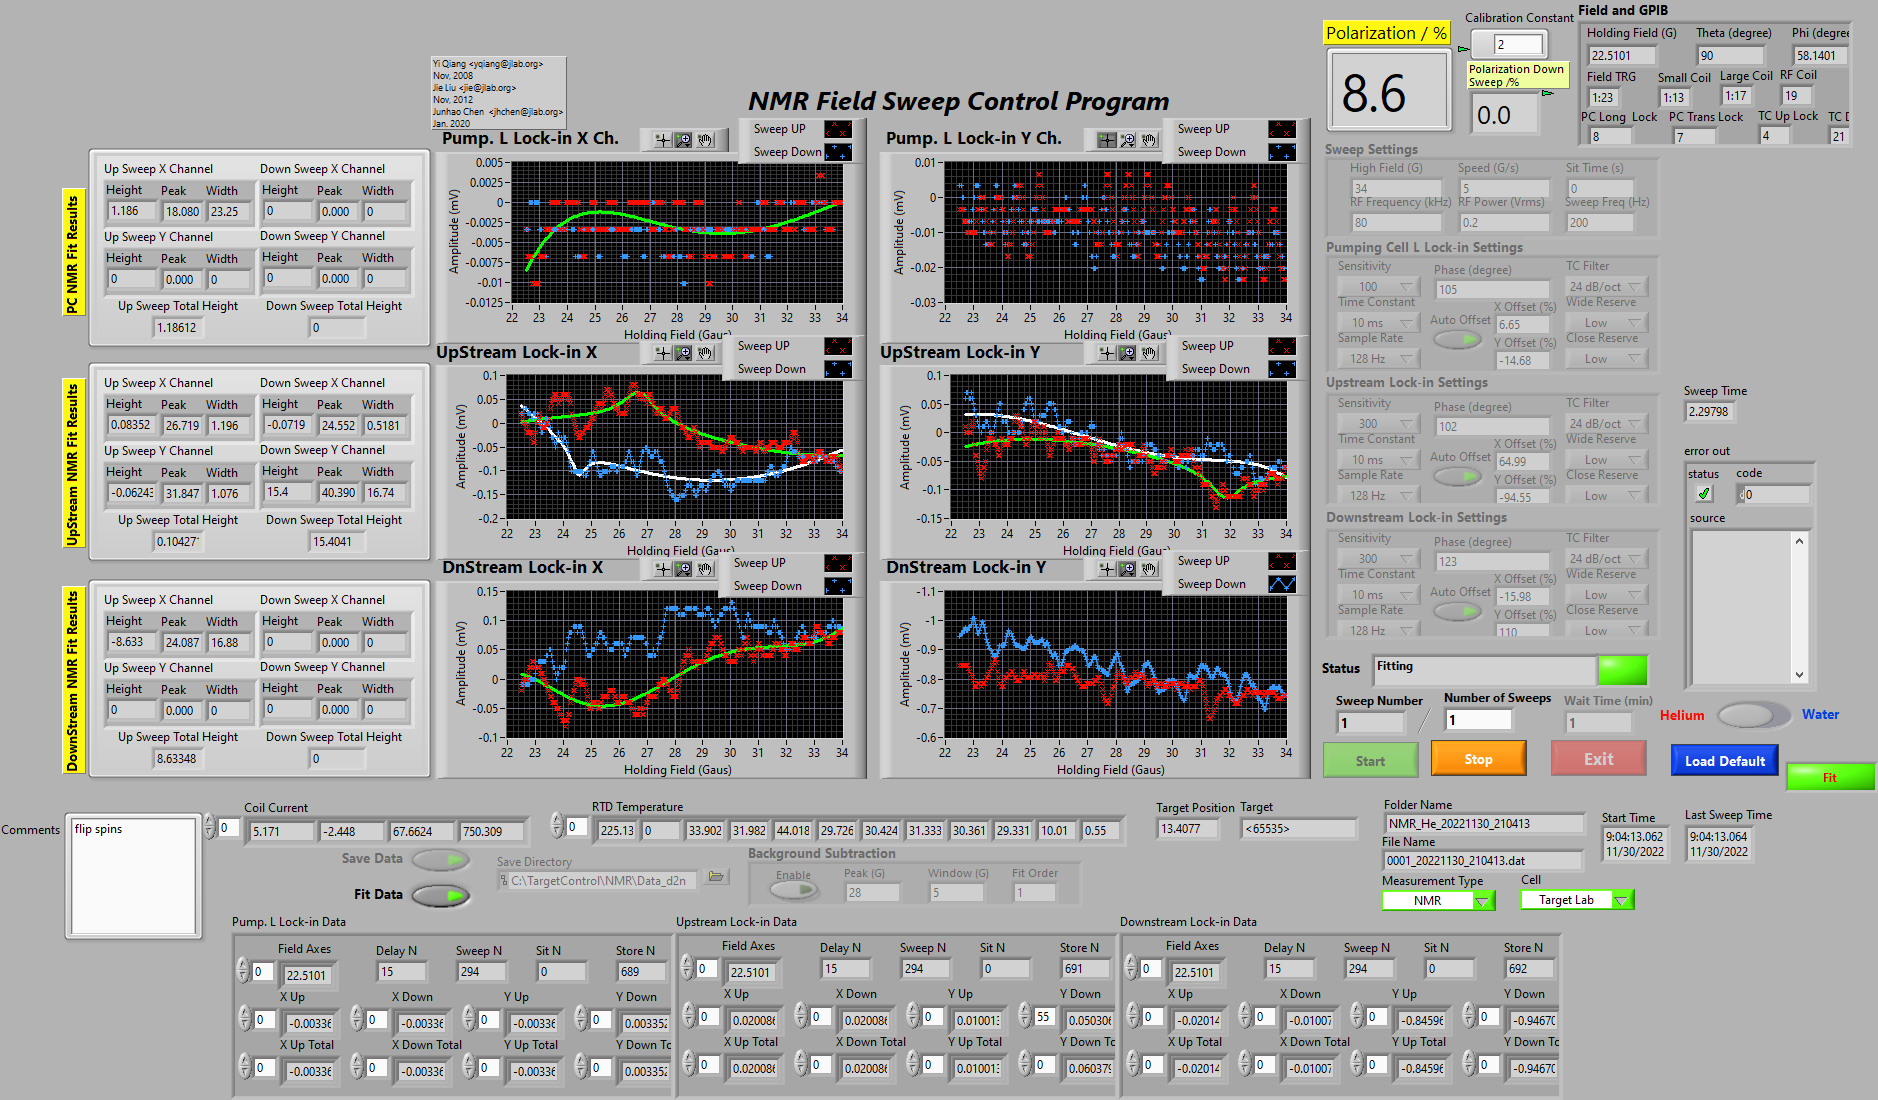 Yi Qiang <yqiang@jlab.org>
Nov, 2008
Jie Liu <jie@jlab.org>
Nov, 2012
Junhao Chen <jhchen@jlab.org>
Jan. 2020
NMR Field Sweep Control Program
Polarization / %
8.6
Calibration Constant
2
Polarization Down
Sweep /%
0.0
Field and GPIB
Holding Field (G) Theta (degree) Phi (degree
22.5101 90 58.1401
Field TRG Small Coil Large Coil RF Coil
1:23 1:13 1:17 19
PC Long Lock PC Trans Lock TC Up Lock TC D
8 7 4 21
PC NMR Fit Results
Up Sweep X Channel Down Sweep X Channel
Height Peak Width Height Peak Width
1.186 18.080 23.25 0 0.000 0
Up Sweep Y Channel Down Sweep Y Channel
Height Peak Width Height Peak Width
0 0.000 0 0 0.000 0
Up Sweep Total Height Down Sweep Total Height
1.18612 0
UpStream NMR Fit Results
Up Sweep X Channel Down Sweep X Channel
Height Peak Width Height Peak Width
0.08352 26.719 1.196 -0.0719 24.552 0.5181
Up Sweep Y Channel Down Sweep Y Channel
Height Peak Width Height Peak Width
-0.0624 31.847 1.076 15.4 40.390 16.74
Up Sweep Total Height Down Sweep Total Height
0.10427 15.4041
DownStream NMR Fit Results
Up Sweep X Channel Down Sweep X Channel
Height Peak Width Height Peak Width
-8.633 24.087 16.88 0 0.000 0
Up Sweep Y Channel Down Sweep Y Channel
Height Peak Width Height Peak Width
0 0.000 0 0 0.000 0
Up Sweep Total Height Down Sweep Total Height
8.63348 0
Pump. L Lock-in X Ch.
Sweep UP
Sweep Down
Amplitude (mV)
0.005
0.0025
0
-0.0025
-0.005
-0.0075
-0.01
-0.0125
22 23 24 25 26 27 28 29 30 31 32 33 34
Holding Field (Gaus)
Pump. L Lock-in Y Ch.
Sweep UP
Sweep Down
Amplitude (mV)
0.01
0
-0.01
-0.02
-0.03
22 23 24 25 26 27 28 29 30 31 32 33 34
Holding Field (Gaus)
UpStream Lock-in X
Sweep UP
Sweep Down
Amplitude (mV)
0.1
0.05
0
-0.05
-0.1
-0.15
-0.2
22 23 24 25 26 27 28 29 30 31 32 33 34
Holding Field (Gaus)
UpStream Lock-in Y
Sweep UP
Sweep Down
Amplitude (mV)
0.1
0.05
0
-0.05
-0.1
-0.15
22 23 24 25 26 27 28 29 30 31 32 33 34
Holding Field (Gaus)
DnStream Lock-in X
Sweep UP
Sweep Down
Amplitude (mV)
0.15
0.1
0.05
0
-0.05
-0.1
22 23 24 25 26 27 28 29 30 31 32 33 34
Holding Field (Gaus)
DnStream Lock-in Y
Sweep UP
Sweep Down
Amplitude (mV)
-1.1
-1
-0.9
-0.8
-0.7
-0.6
22 23 24 25 26 27 28 29 30 31 32 33 34
Holding Field (Gaus)
Sweep Settings
High Field (G) Speed (G/s) Sit Time (s)
34 5 0
RF Frequency (kHz) RF Power (Vrms) Sweep Freq (Hz)
80 0.2 200
Pumping Cell L Lock-in Settings
Sensitivity Phase (degree) TC Filter
100 105 24 dB/oct
Time Constant X Offset (%) Wide Reserve
10 ms Auto Offset 6.65 Low
Sample Rate Y Offset (%) Close Reserve
128 Hz -14.68 Low
Upstream Lock-in Settings
Sensitivity Phase (degree) TC Filter
300 102 24 dB/oct
Time Constant X Offset (%) Wide Reserve
10 ms Auto Offset 64.99 Low
Sample Rate Y Offset (%) Close Reserve
128 Hz -94.55 Low
Downstream Lock-in Settings
Sensitivity Phase (degree) TC Filter
300 123 24 dB/oct
Time Constant X Offset (%) Wide Reserve
10 ms Auto Offset -15.98 Low
Sample Rate Y Offset (%) Close Reserve
128 Hz 110 Low
Sweep Time
2.29798
error out
status code
0
source
Status Fitting
Sweep Number Number of Sweeps Wait Time (min)
1 / 1 1
Helium Water
Start Stop Exit Load Default Fit
Comments
flip spins
Coil Current
0 5.171 -2.448 67.6624 750.309
RTD Temperature
0 225.13 0 33.902 31.982 44.018 29.726 30.424 31.333 30.361 29.331 10.01 0.55
Target Position Target
13.4077 <65535>
Folder Name
NMR_He_20221130_210413
File Name
0001_20221130_210413.dat
Start Time Last Sweep Time
9:04:13.062 9:04:13.064
11/30/2022 11/30/2022
Measurement Type Cell
NMR Target Lab
Save Data
Fit Data
Save Directory
C:\TargetControl\NMR\Data_d2n
Background Subtraction
Enable Peak (G) Window (G) Fit Order
28 5 1
Pump. L Lock-in Data
Field Axes Delay N Sweep N Sit N Store N
0 22.5101 15 294 0 689
X Up X Down Y Up Y Down
0 -0.00336 0 -0.00336 0 -0.00336 0 0.003352
X Up Total X Down Total Y Up Total Y Down To
0 -0.00336 0 -0.00336 0 -0.00336 0 0.003352
Upstream Lock-in Data
Field Axes Delay N Sweep N Sit N Store N
0 22.5101 15 294 0 691
X Up X Down Y Up Y Down
0 0.020086 0 0.020086 0 0.010013 55 0.050306
X Up Total X Down Total Y Up Total Y Down To
0 0.020086 0 0.020086 0 0.010013 0 0.060379
Downstream Lock-in Data
Field Axes Delay N Sweep N Sit N Store N
0 22.5101 15 294 0 692
X Up X Down Y Up Y Down
0 -0.02014 0 -0.01007 0 -0.84596 0 -0.94670
X Up Total X Down Total Y Up Total Y Down To
0 -0.02014 0 -0.01007 0 -0.84596 0 -0.94670